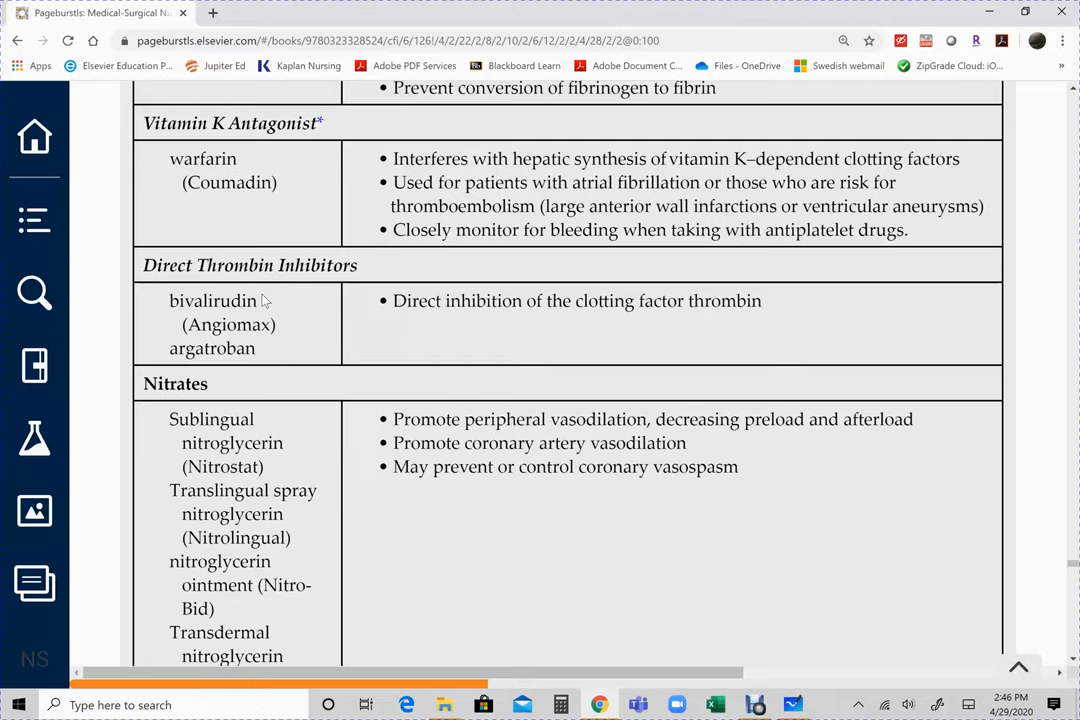 Pageburstls: Medical-Surgical Nu
pageburstls.elsevier.com/#/books/9780323328524/cfi/6/126!/4/2/22/2/8/2/10/2/6/12/2/2/4/28/2/2@0:100
Apps
Elsevier Education P...
Jupiter Ed
Kaplan Nursing
Adobe PDF Services
Blackboard Learn
Adobe Document C...
Files - OneDrive
Swedish webmail
ZipGrade Cloud: iO...
»
• Prevent conversion of fibrinogen to fibrin
Vitamin K Antagonist*
warfarin
(Coumadin)
• Interferes with hepatic synthesis of vitamin K–dependent clotting factors
• Used for patients with atrial fibrillation or those who are risk for
thromboembolism (large anterior wall infarctions or ventricular aneurysms)
• Closely monitor for bleeding when taking with antiplatelet drugs.
Direct Thrombin Inhibitors
bivalirudin
(Angiomax)
argatroban
• Direct inhibition of the clotting factor thrombin
Nitrates
Sublingual
nitroglycerin
(Nitrostat)
Translingual spray
nitroglycerin
(Nitrolingual)
nitroglycerin
ointment (Nitro-
Bid)
Transdermal
nitroglycerin
• Promote peripheral vasodilation, decreasing preload and afterload
• Promote coronary artery vasodilation
• May prevent or control coronary vasospasm
NS
Type here to search
2:46 PM
4/29/2020